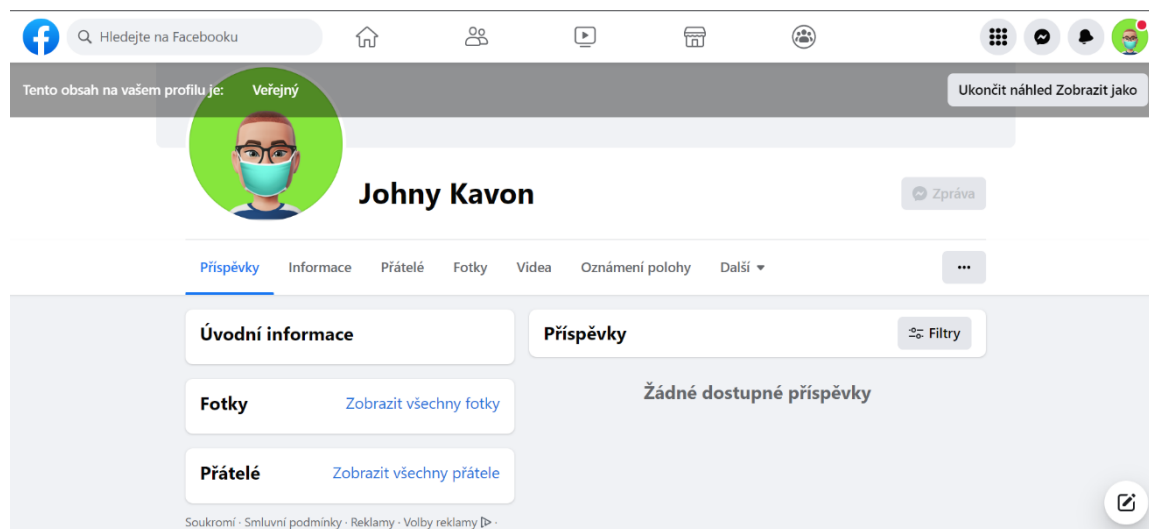 Hledejte na Facebooku
Tento obsah na vašem profilu je: Veřejný
Ukončit náhled Zobrazit jako
Johny Kavon
Zpráva
Příspěvky Informace Přátelé Fotky Videa Oznámení polohy Další
Úvodní informace
Příspěvky
Filtry
Žádné dostupné příspěvky
Fotky
Zobrazit všechny fotky
Přátelé
Zobrazit všechny přátele
Soukromí · Smluvní podmínky · Reklamy · Volby reklamy ·